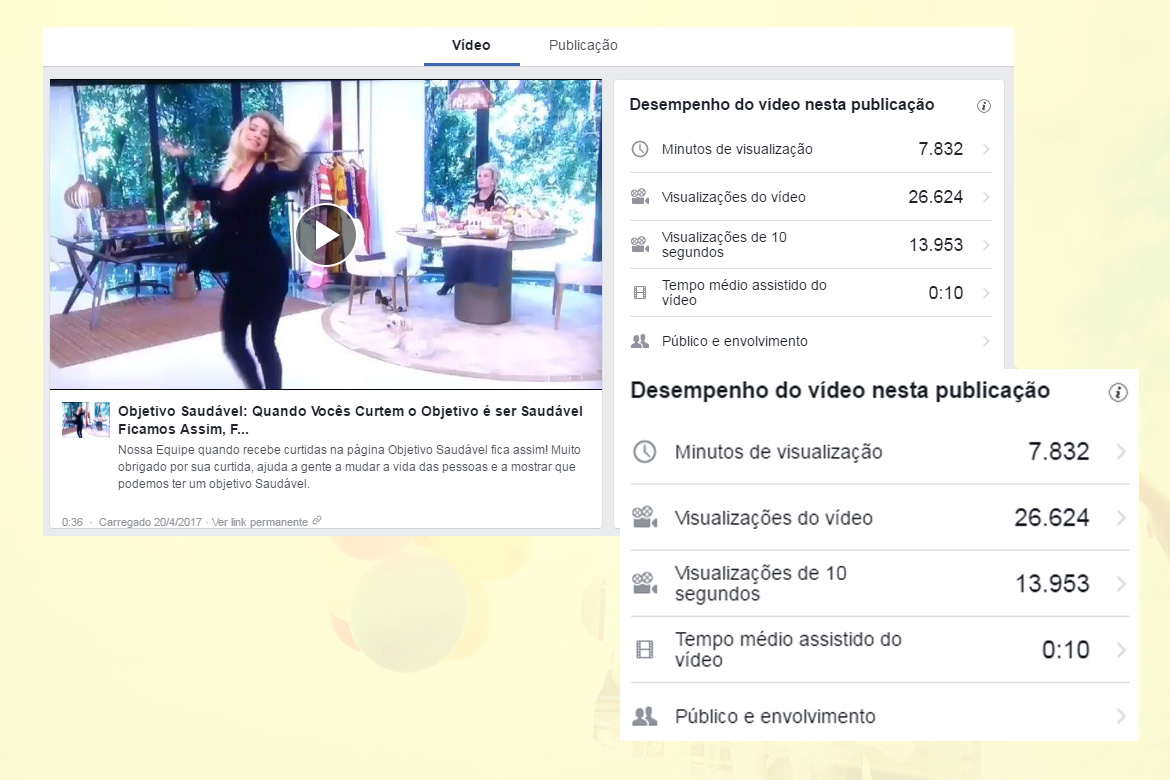 Vídeo
Publicação
Desempenho do vídeo nesta publicação
Minutos de visualização 7.832
Visualizações do vídeo 26.624
Visualizações de 10
segundos 13.953
Tempo médio assistido do
vídeo 0:10
Público e envolvimento
Objetivo Saudável: Quando Vocês Curtem o Objetivo é ser Saudável
Ficamos Assim, F...
Nossa Equipe quando recebe curtidas na página Objetivo Saudável fica assim! Muito
obrigado por sua curtida, ajuda a gente a mudar a vida das pessoas e a mostrar que
podemos ter um objetivo Saudável.
0:36 · Carregado 20/4/2017 · Ver link permanente
Desempenho do vídeo nesta publicação
Minutos de visualização 7.832
Visualizações do vídeo 26.624
Visualizações de 10
segundos 13.953
Tempo médio assistido do
vídeo 0:10
Público e envolvimento